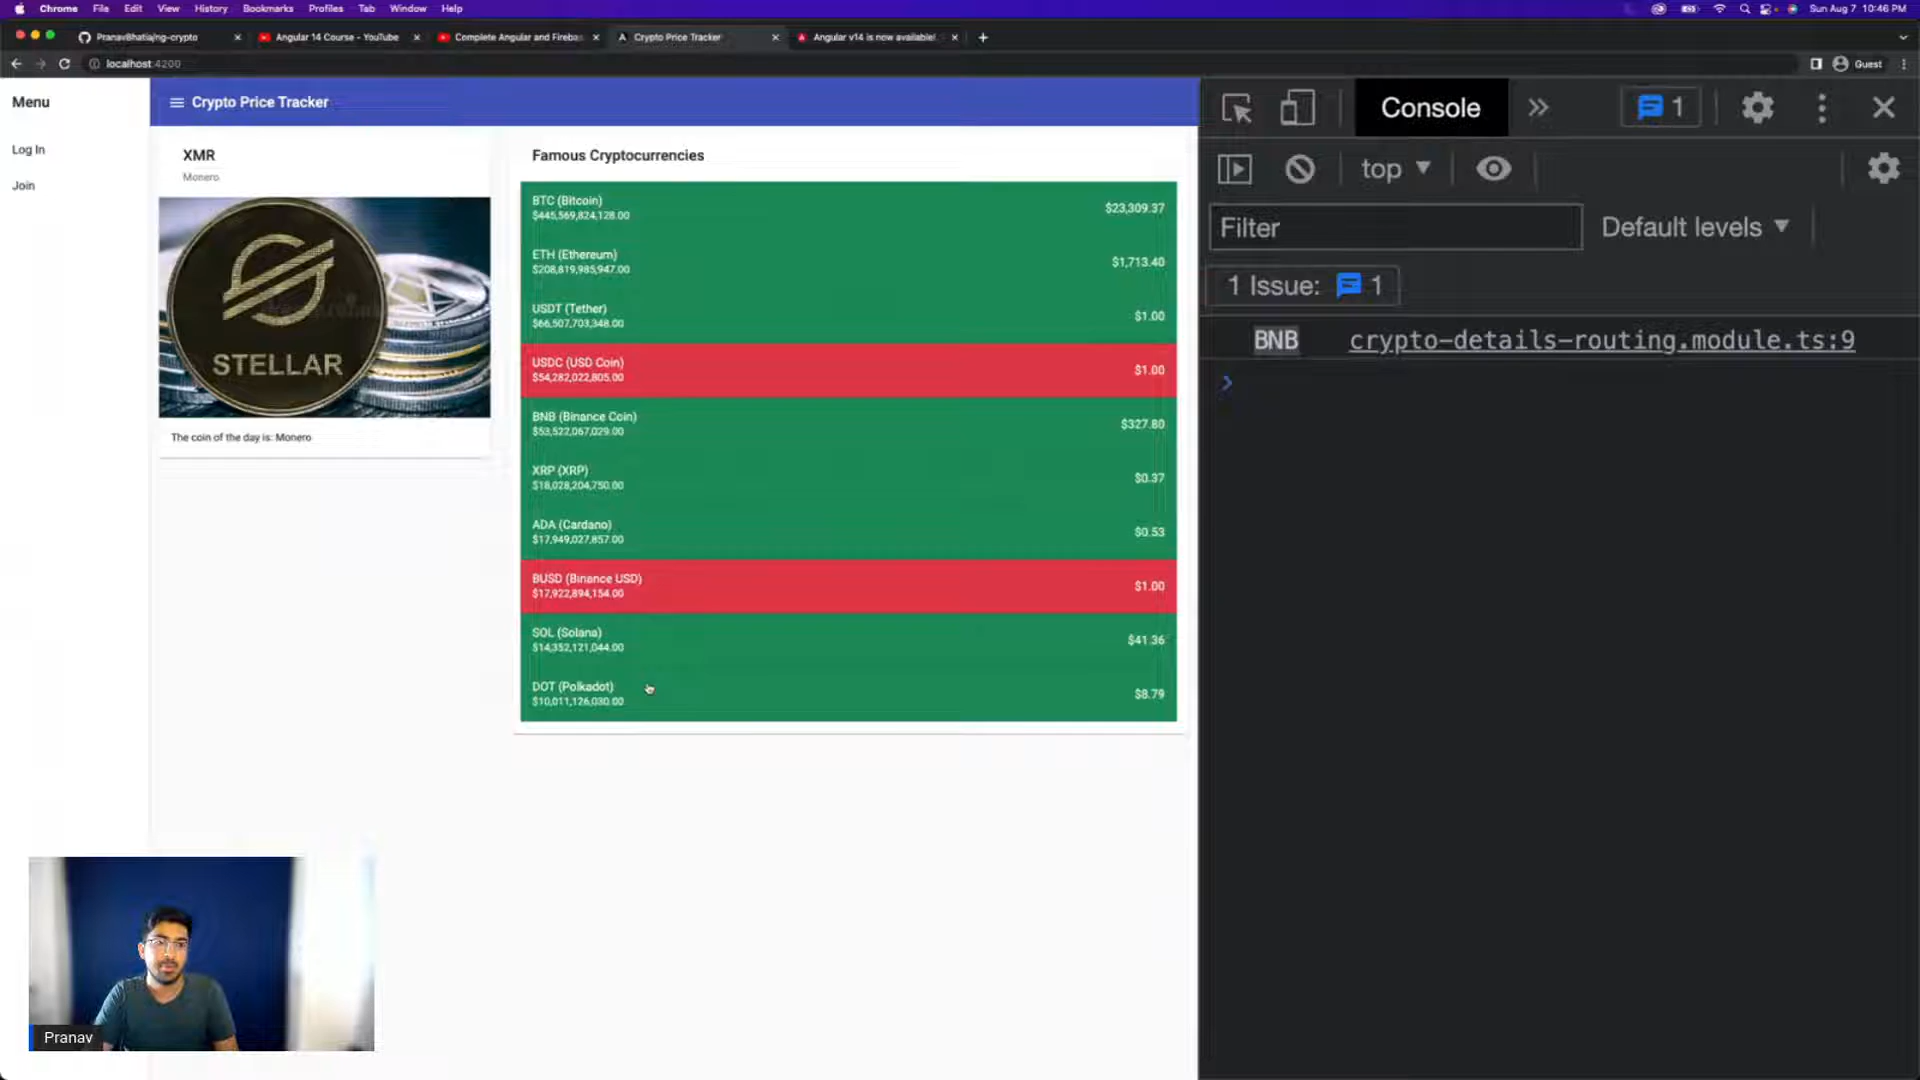 Chrome File Edit View History Bookmarks Profiles Tab Window Help
Sun Aug 7 10:46 PM
PranavBhatia/ng-crypto
Angular 14 Course - YouTube
Complete Angular and Fireba
Crypto Price Tracker
Angular v14 is now available!
localhost:4200
Guest
Menu
Log In
Join
Crypto Price Tracker
XMR
Monero
STELLAR
The coin of the day is: Monero
Famous Cryptocurrencies
BTC (Bitcoin)
$445,569,824,128.00
$23,309.37
ETH (Ethereum)
$208,819,985,947.00
$1,713.40
USDT (Tether)
$66,507,703,348.00
$1.00
USDC (USD Coin)
$54,282,022,805.00
$1.00
BNB (Binance Coin)
$53,522,067,029.00
$327.80
XRP (XRP)
$18,028,204,750.00
$0.37
ADA (Cardano)
$17,949,027,857.00
$0.53
BUSD (Binance USD)
$17,922,894,154.00
$1.00
SOL (Solana)
$14,352,121,044.00
$41.36
DOT (Polkadot)
$10,011,126,030.00
$8.79
Console
1
top
Filter
Default levels
1 Issue: 1
BNB crypto-details-routing.module.ts:9
Pranav